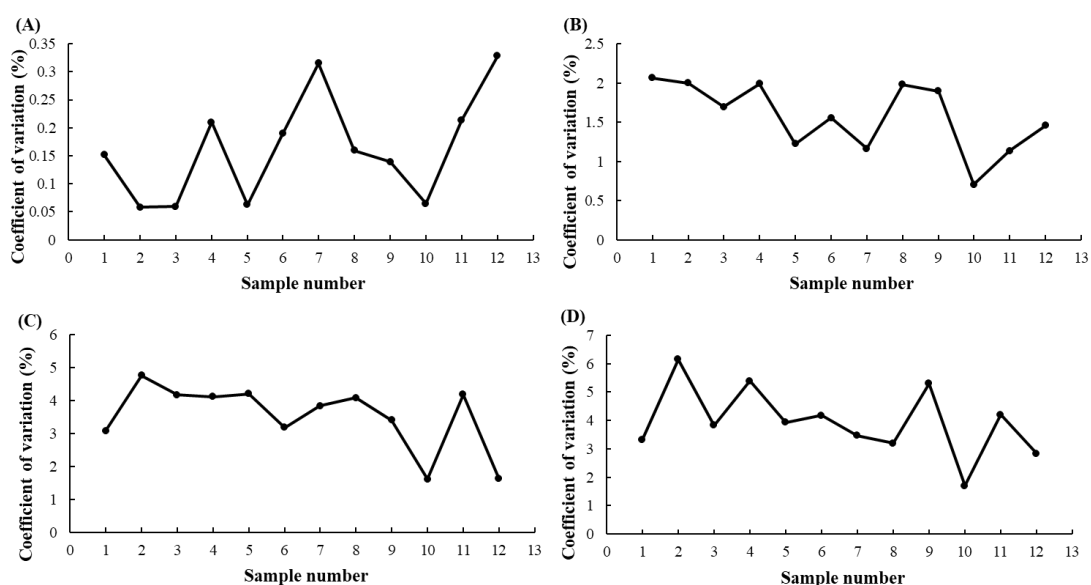 (A)
Coefficient of variation (%)
0.35
0.3
0.25
0.2
0.15
0.1
0.05
0
0 1 2 3 4 5 6 7 8 9 10 11 12 13
Sample number
(B)
Coefficient of variation (%)
2.5
2
1.5
1
0.5
0
0 1 2 3 4 5 6 7 8 9 10 11 12 13
Sample number
(C)
Coefficient of variation (%)
6
5
4
3
2
1
0
0 1 2 3 4 5 6 7 8 9 10 11 12 13
Sample number
(D)
Coefficient of variation (%)
7
6
5
4
3
2
1
0
0 1 2 3 4 5 6 7 8 9 10 11 12 13
Sample number